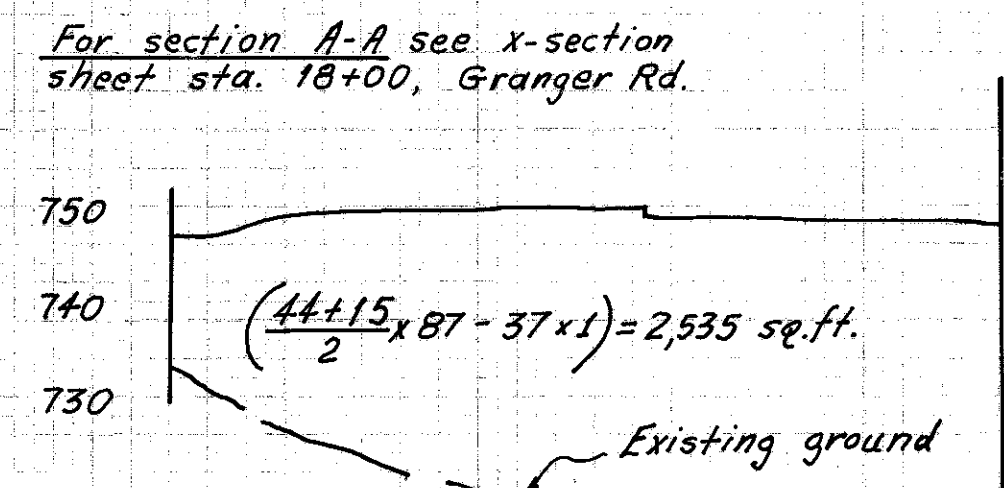 For section A-A see x-section
sheet sta. 18+00, Granger Rd.
750
740
(44+15/2 x 87 - 37 x 1) = 2,535 sq.ft.
730
Existing ground